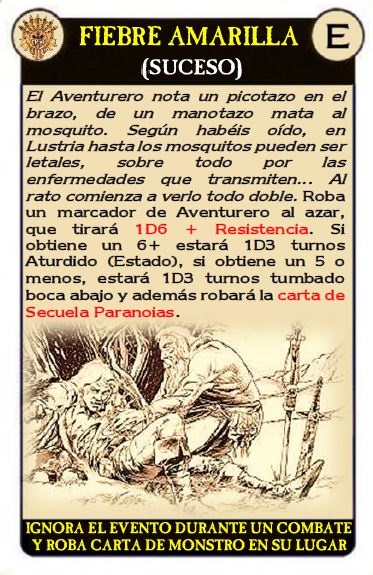 FIEBRE AMARILLA
E
(SUCESO)
El Aventurero nota un picotazo en el
brazo, de un manotazo mata al
mosquito. Según habéis oído, en
Lustria hasta los mosquitos pueden ser
letales, sobre todo por las
enfermedades que transmiten... Al
rato comienza a verlo todo doble. Roba
un marcador de Aventurero al azar,
que tirará 1D6 + Resistencia. Si
obtiene un 6+ estará 1D3 turnos
Aturdido (Estado), si obtiene un 5 o
menos, estará 1D3 turnos tumbado
boca abajo y además robará la carta de
Secuela Paranoias.
IGNORA EL EVENTO DURANTE UN COMBATE
Y ROBA CARTA DE MONSTRO EN SU LUGAR